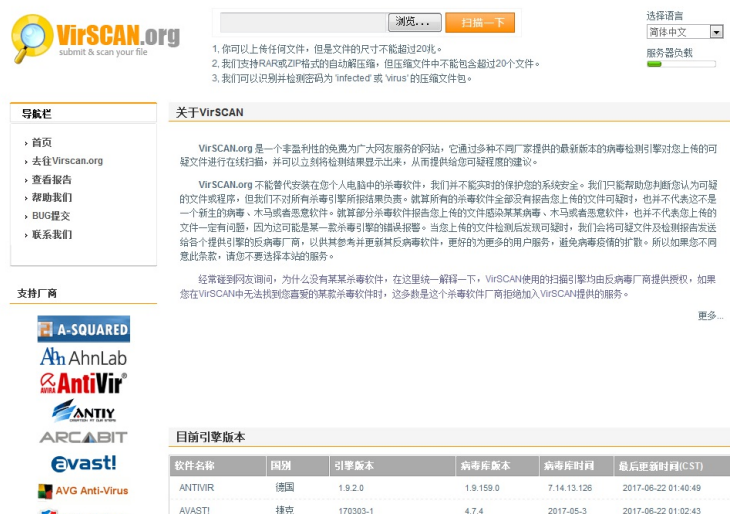 VirSCAN.org
submit & scan your file
浏览...
扫描一下
选择语言
简体中文
服务器负载
1, 你可以上传任何文件，但是文件的尺寸不能超过20兆。
2, 我们支持RAR或ZIP格式的自动解压缩，但压缩文件中不能包含超过20个文件。
3, 我们可以识别并检测密码为 'infected' 或 'virus' 的压缩文件包。
导航栏
首页
去往Virscan.org
查看报告
帮助我们
BUG提交
联系我们
支持厂商
A-SQUARED
Ahn AhnLab
AVIRA AntiVir®
ANTIY
ARCABIT
avast!
AVG Anti-Virus
关于VirSCAN
VirSCAN.org 是一个非盈利性的免费为广大网友服务的网站，它通过多种不同厂家提供的最新版本的病毒检测引擎对您上传的可
疑文件进行在线扫描，并可以立刻将检测结果显示出来，从而提供给您可疑程度的建议。
VirSCAN.org 不能替代安装在您个人电脑中的杀毒软件，我们并不能实时的保护您的系统安全。我们只能帮助您判断您认为可疑
的文件或程序，但我们不对所有杀毒引擎所报结果负责。就算所有的杀毒软件全部没有报告您上传的文件可疑时，也并不代表这不是
一个新生的病毒、木马或者恶意软件。就算部分杀毒软件报告您上传的文件感染某某病毒、木马或者恶意软件，也并不代表您上传的
文件一定有问题，因为这可能是某一款杀毒引擎的错误报警。当您上传的文件检测后发现可疑时，我们会将可疑文件及检测报告发送
给各个提供引擎的反病毒厂商，以供其参考并更新其反病毒软件，更好的为更多的用户服务，避免病毒疫情的扩散。所以如果您不同
意此条款，请您不要选择本站的服务。
经常碰到网友询问，为什么没有某某杀毒软件，在这里统一解释一下，VirSCAN使用的扫描引擎均由反病毒厂商提供授权，如果
您在VirSCAN中无法找到您喜爱的某款杀毒软件时，这多数是这个杀毒软件厂商拒绝加入VirSCAN提供的服务。
更多...
目前引擎版本
软件名称 国别 引擎版本 病毒库版本 病毒库时间 最后更新时间(CST)
ANTIVIR 德国 1.9.2.0 1.9.159.0 7.14.13.126 2017-06-22 01:40:49
AVAST! 捷克 170303-1 4.7.4 2017-05-3 2017-06-22 01:02:43